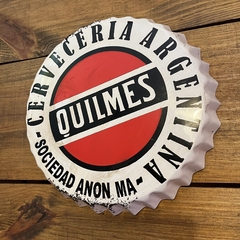 CERVECERIA ARGENTINA
QUILMES
- SOCIEDAD ANON MA -